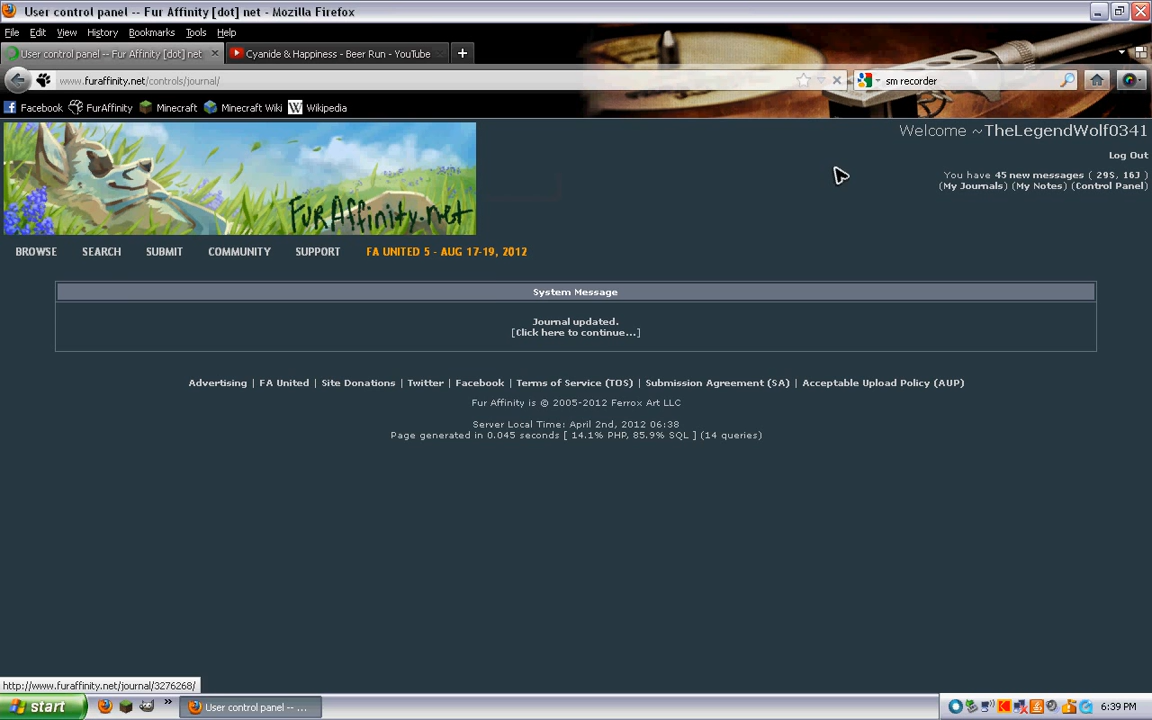 User control panel -- Fur Affinity [dot] net - Mozilla Firefox
File Edit View History Bookmarks Tools Help
User control panel -- Fur Affinity [dot] net
Cyanide & Happiness - Beer Run - YouTube
www.furaffinity.net/controls/journal/
sm recorder
Facebook FurAffinity Minecraft Minecraft Wiki Wikipedia
Welcome ~TheLegendWolf0341
Log Out
You have 45 new messages ( 29S, 16J )
(My Journals) (My Notes) (Control Panel)
FurAffinity.net
BROWSE SEARCH SUBMIT COMMUNITY SUPPORT FA UNITED 5 - AUG 17-19, 2012
System Message
Journal updated.
[Click here to continue...]
Advertising | FA United | Site Donations | Twitter | Facebook | Terms of Service (TOS) | Submission Agreement (SA) | Acceptable Upload Policy (AUP)
Fur Affinity is © 2005-2012 Ferrox Art LLC
Server Local Time: April 2nd, 2012 06:38
Page generated in 0.045 seconds [ 14.1% PHP, 85.9% SQL ] (14 queries)
http://www.furaffinity.net/journal/3276268/
start
User control panel -- ...
6:39 PM